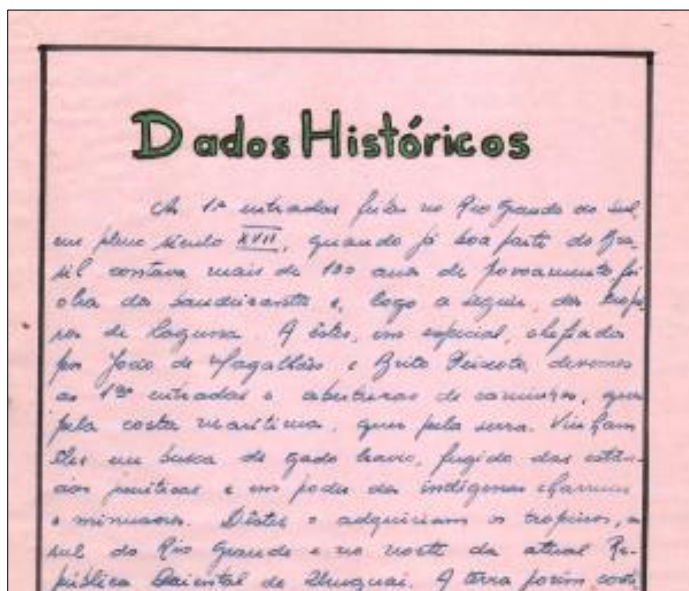 Dados Históricos
As 1as entradas feitas no Rio Grande do Sul,
em pleno século XVII, quando já boa parte do Bra-
sil contava mais de 100 anos de povoamento foi
obra dos bandeirantes e, logo a seguir, dos tropei-
ros de Laguna. A êstes, em especial, chefiados
por João de Magalhães e Brito Peixoto, devemos
as 1as entradas e aberturas de caminhos, quer
pela costa marítima, quer pela serra. Vinham
êles em busca de gado bravio, fugido das estân-
cias jesuíticas e em poder dos indígenas charruas
e minuanos. Dêstes o adquiriam os tropeiros, ao
sul do Rio Grande e no norte da atual Re-
pública Oriental do Uruguai. A terra porém